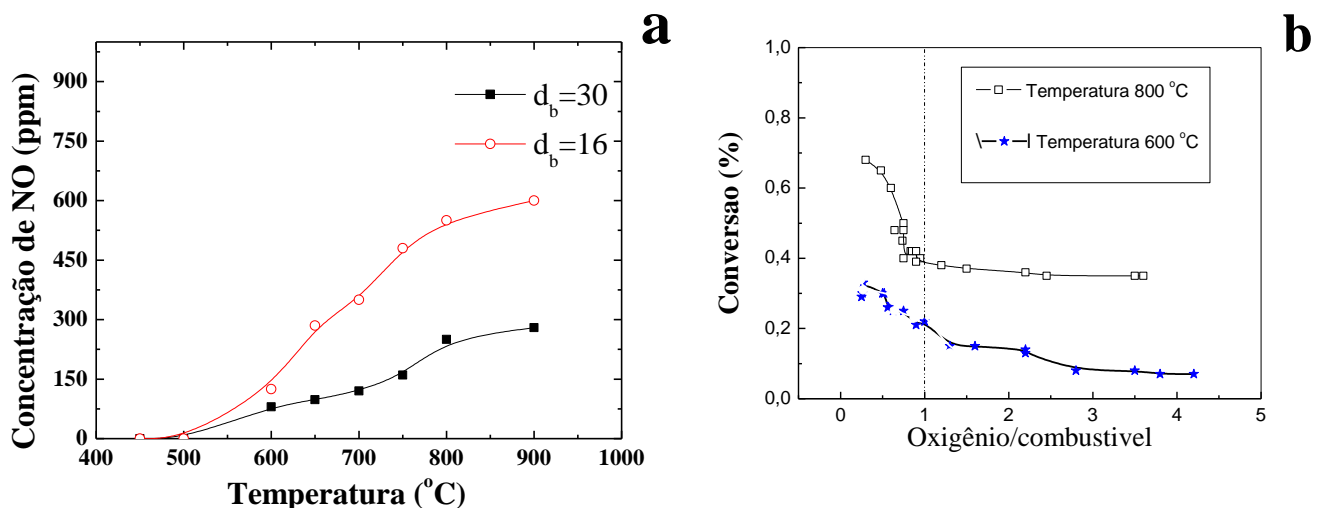 a
Concentração de NO (ppm)
900
750
600
450
300
150
0
d_b=30
d_b=16
400 500 600 700 800 900 1000
Temperatura (°C)
b
Conversao (%)
1,0
0,8
0,6
0,4
0,2
0,0
Temperatura 800 °C
Temperatura 600 °C
0 1 2 3 4 5
Oxigênio/combustivel